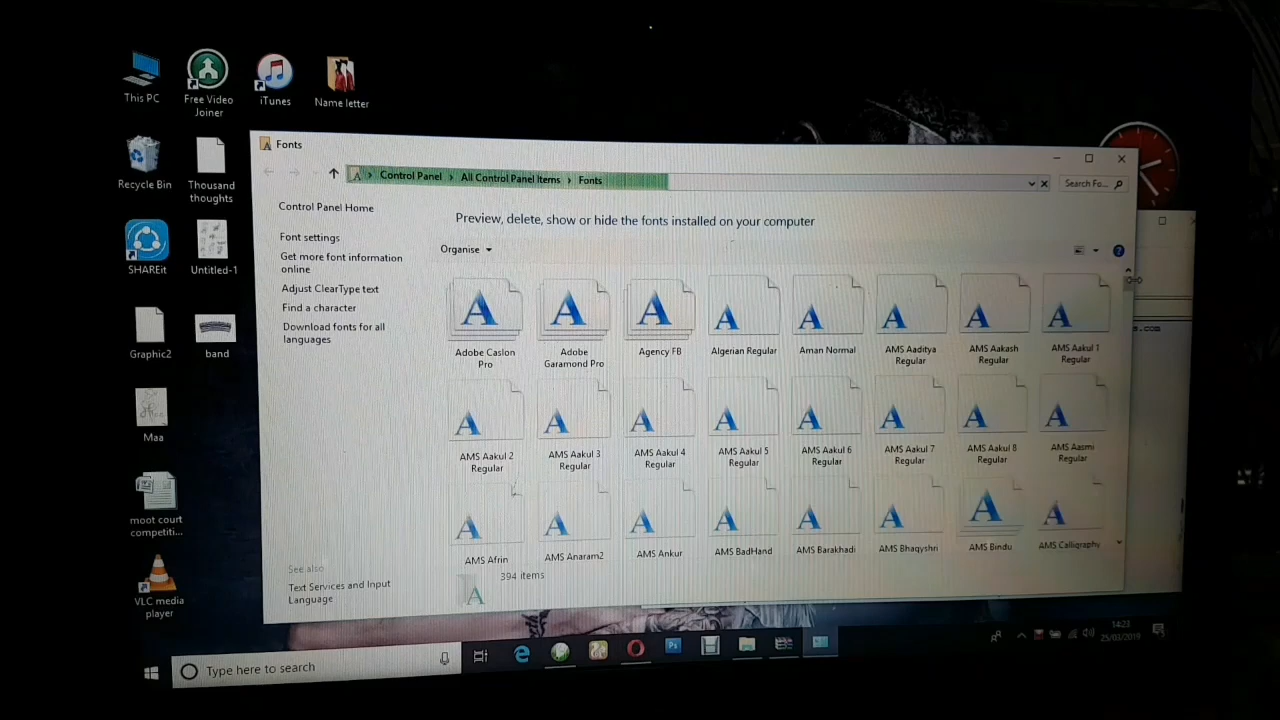 This PC
Free Video
Joiner
iTunes
Name letter
Recycle Bin
Thousand
thoughts
SHAREit
Untitled-1
Graphic2
band
Maa
moot court
competiti...
VLC media
player
Fonts
Control Panel › All Control Panel Items › Fonts
Search Fo...
Control Panel Home
Font settings
Get more font information
online
Adjust ClearType text
Find a character
Download fonts for all
languages
See also
Text Services and Input
Language
Preview, delete, show or hide the fonts installed on your computer
Organise
Adobe Caslon
Pro
Adobe
Garamond Pro
Agency FB
Algerian Regular
Aman Normal
AMS Aaditya
Regular
AMS Aakash
Regular
AMS Aakul 1
Regular
AMS Aakul 2
Regular
AMS Aakul 3
Regular
AMS Aakul 4
Regular
AMS Aakul 5
Regular
AMS Aakul 6
Regular
AMS Aakul 7
Regular
AMS Aakul 8
Regular
AMS Aasmi
Regular
AMS Afrin
AMS Anaram2
AMS Ankur
AMS BadHand
AMS Barakhadi
AMS Bhagyshri
AMS Bindu
AMS Calligraphy
394 items
s.com
Type here to search
Ps
14:23
25/03/2019